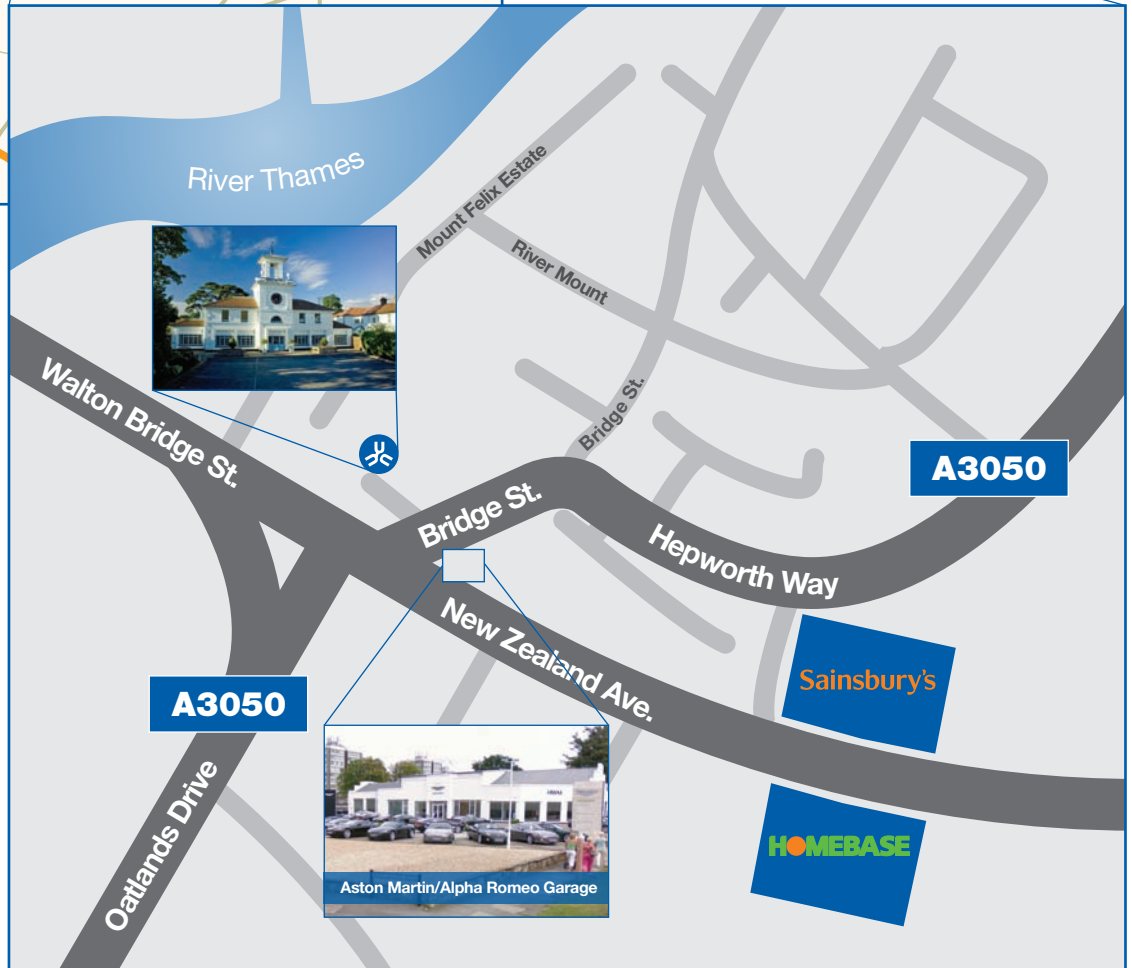 River Thames
Mount Felix Estate
River Mount
Walton Bridge St.
Bridge St.
Bridge St.
A3050
Hepworth Way
New Zealand Ave.
Sainsbury's
A3050
Oatlands Drive
HOMEBASE
Aston Martin/Alpha Romeo Garage